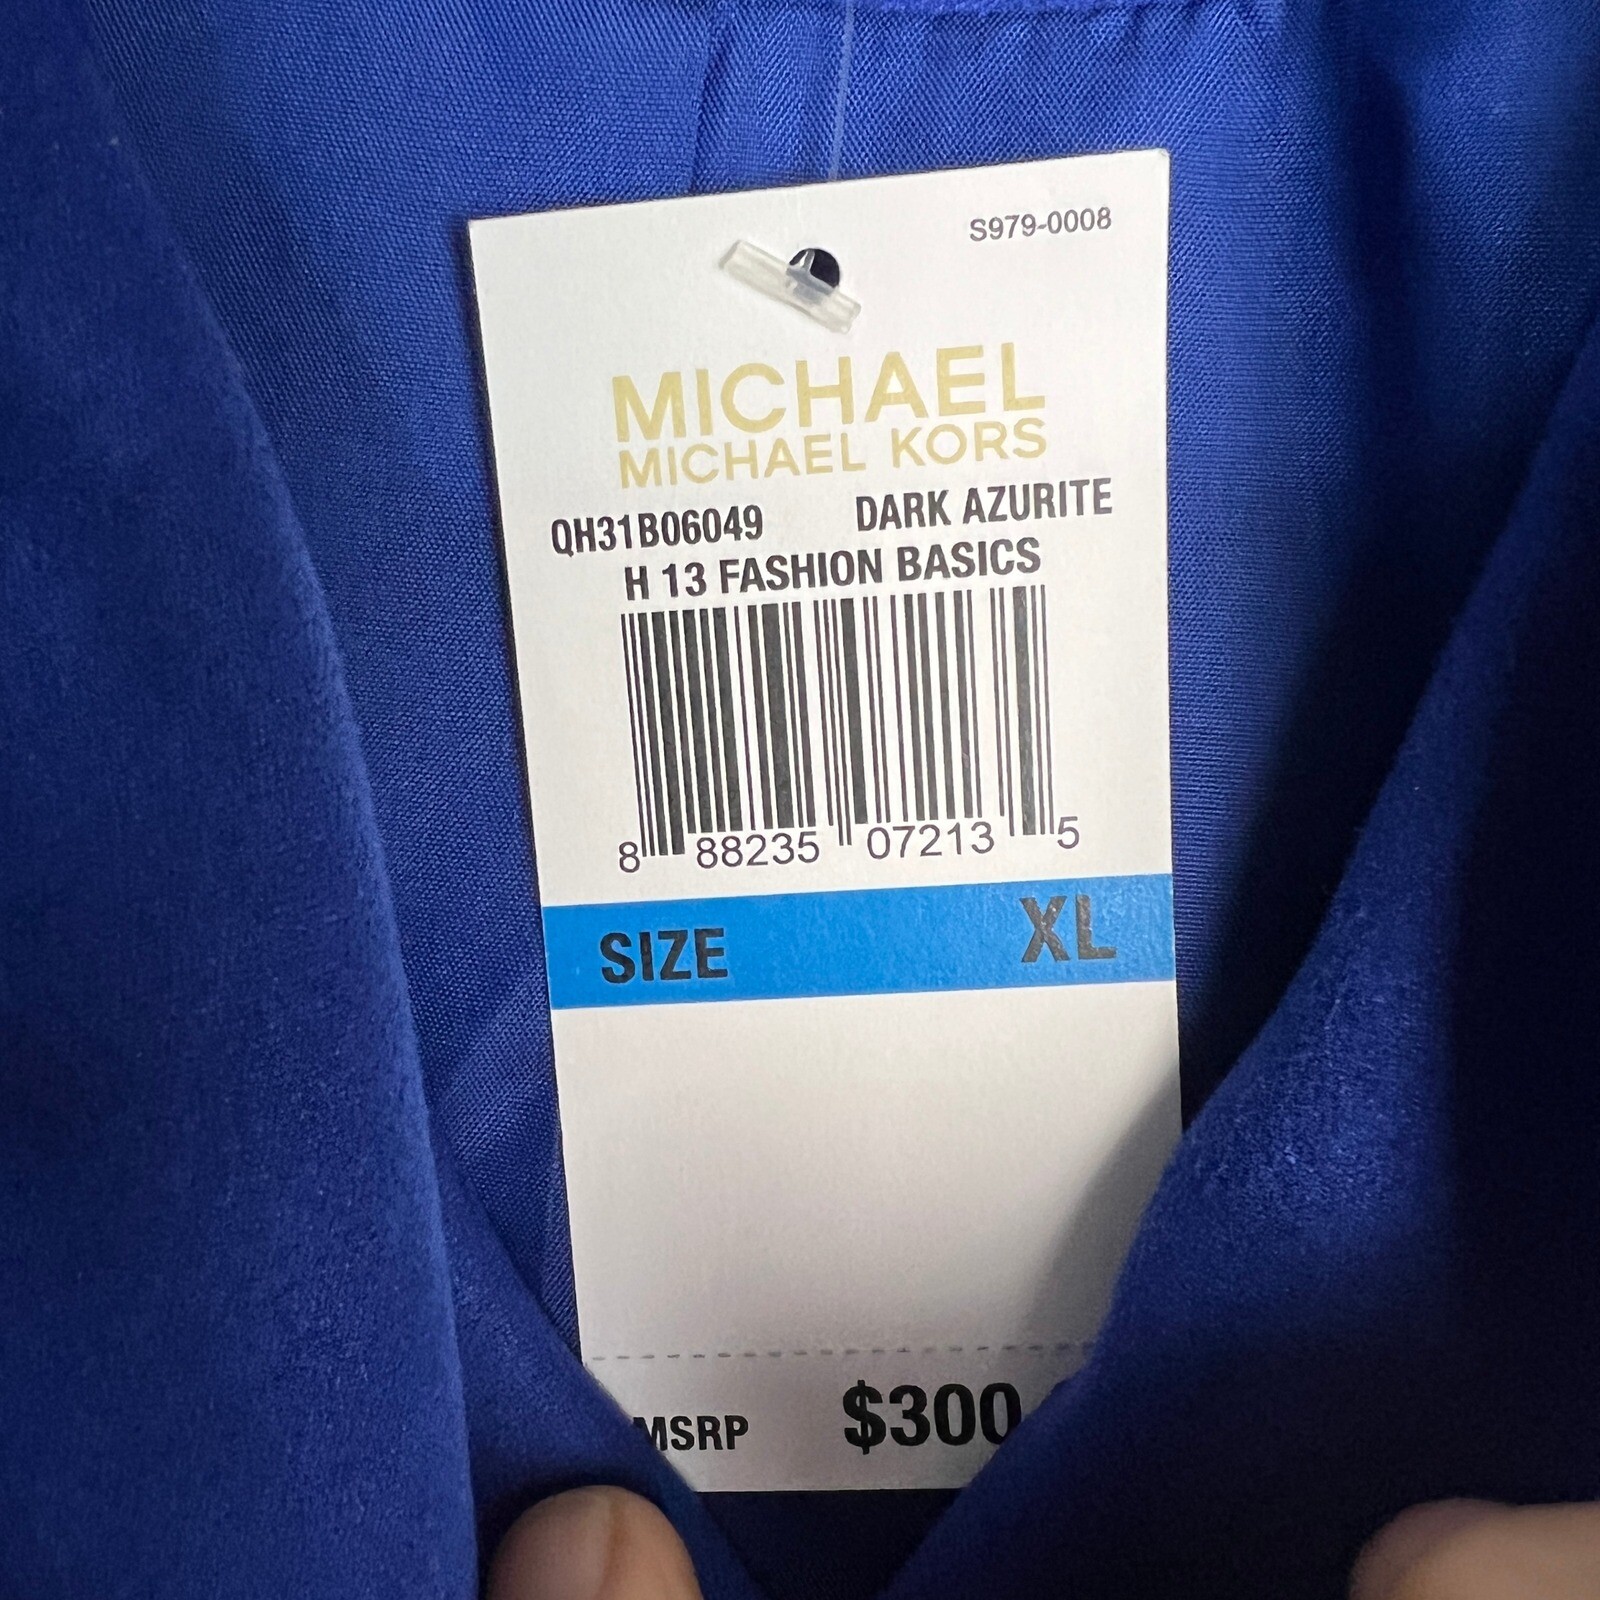 S979-0008
MICHAEL
MICHAEL KORS
QH31B06049 DARK AZURITE
H 13 FASHION BASICS
8 88235 07213 5
SIZE XL
MSRP $300